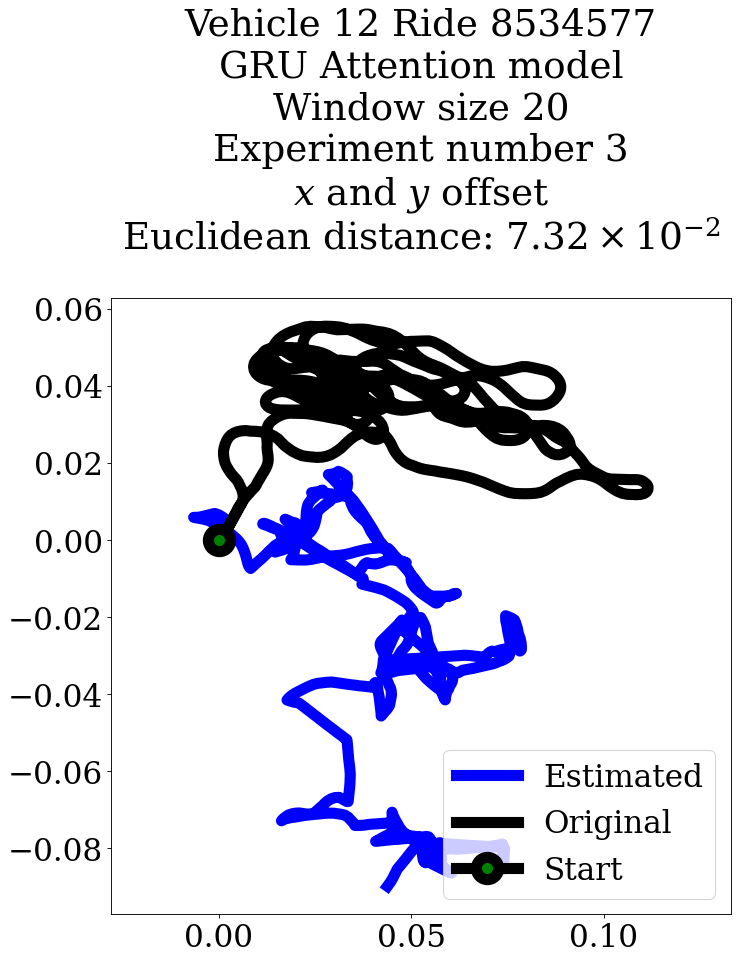 Vehicle 12 Ride 8534577
GRU Attention model
Window size 20
Experiment number 3
x and y offset
Euclidean distance: 7.32 × 10⁻²
0.06
0.04
0.02
0.00
−0.02
−0.04
−0.06
−0.08
Estimated
Original
Start
0.00 0.05 0.10